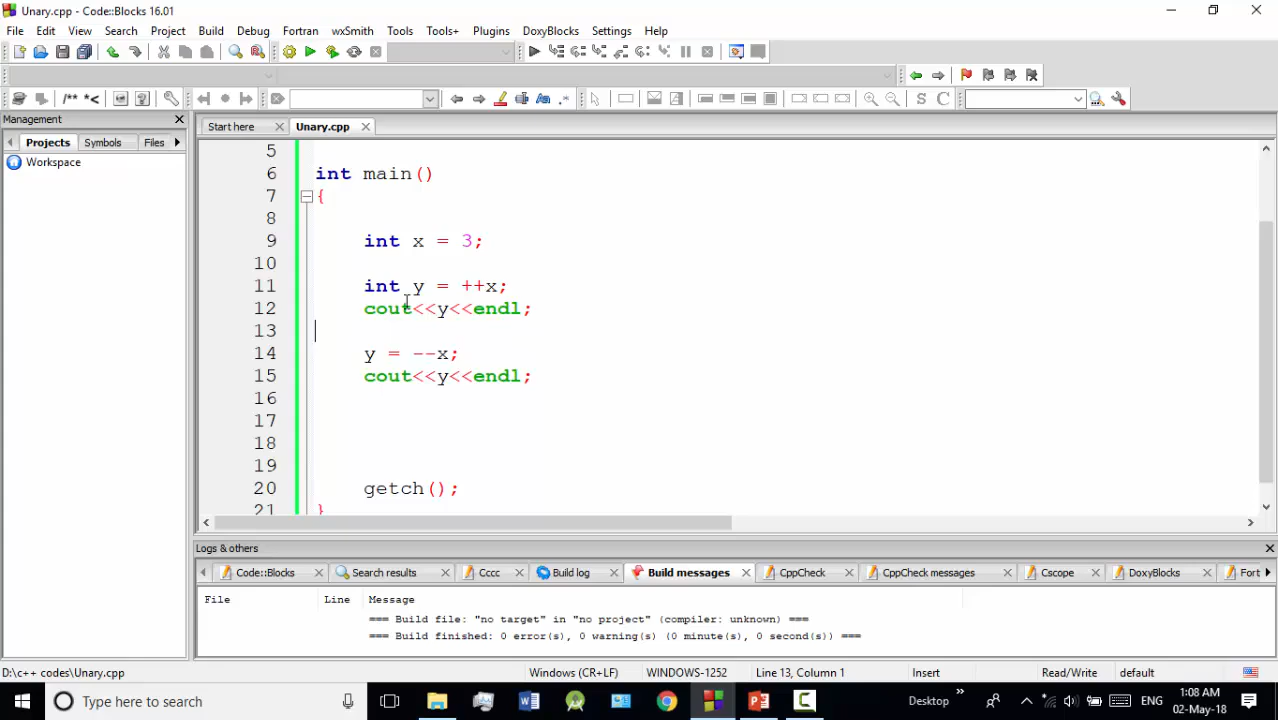 Unary.cpp - Code::Blocks 16.01
File Edit View Search Project Build Debug Fortran wxSmith Tools Tools+ Plugins DoxyBlocks Settings Help
/** *<
S C
Management
Start here Unary.cpp
Projects Symbols Files
Workspace
5
6 int main()
7 {
8
9 int x = 3;
10
11 int y = ++x;
12 cout<<y<<endl;
13
14 y = --x;
15 cout<<y<<endl;
16
17
18
19
20 getch();
21 }
Logs & others
Code::Blocks Search results Cccc Build log Build messages CppCheck CppCheck messages Cscope DoxyBlocks Fort
File Line Message
=== Build file: "no target" in "no project" (compiler: unknown) ===
=== Build finished: 0 error(s), 0 warning(s) (0 minute(s), 0 second(s)) ===
D:\c++ codes\Unary.cpp Windows (CR+LF) WINDOWS-1252 Line 13, Column 1 Insert Read/Write default
Type here to search Desktop ENG 1:08 AM
02-May-18